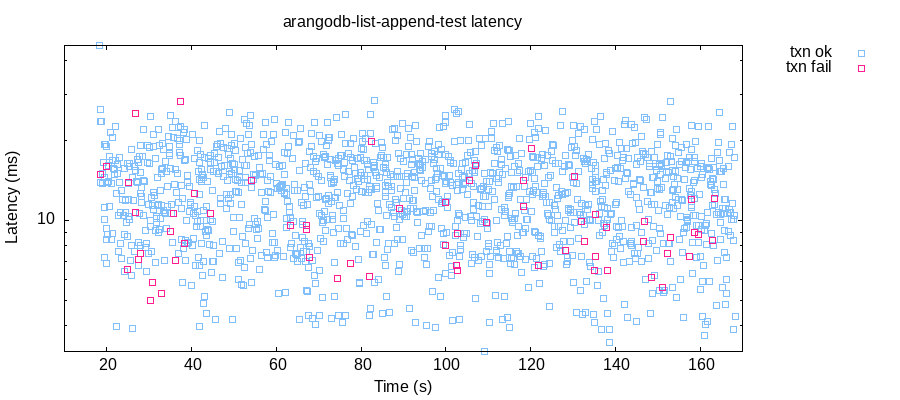 arangodb-list-append-test latency
txn ok
txn fail
Latency (ms)
10
20
40
60
80
100
120
140
160
Time (s)